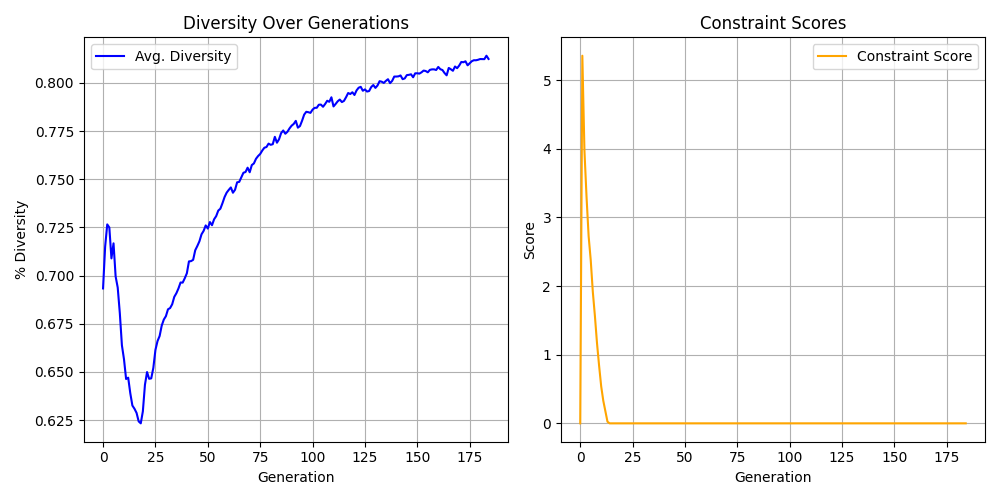 Diversity Over Generations
Avg. Diversity
% Diversity
0.800
0.775
0.750
0.725
0.700
0.675
0.650
0.625
0 25 50 75 100 125 150 175
Generation
Constraint Scores
Constraint Score
Score
5
4
3
2
1
0
0 25 50 75 100 125 150 175
Generation